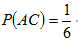 P(AC) = 1/6.